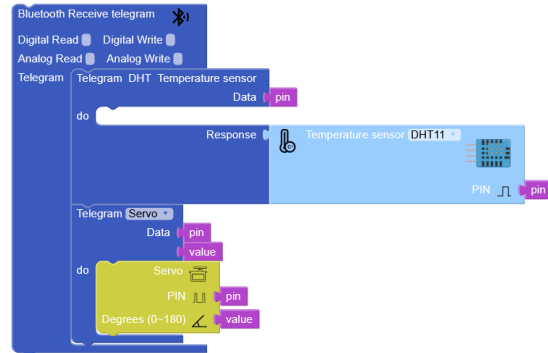 Bluetooth Receive telegram
Digital Read Digital Write
Analog Read Analog Write
Telegram Telegram DHT Temperature sensor
Data pin
do
Response Temperature sensor DHT11
PIN pin
Telegram Servo
Data pin
value
do Servo
PIN pin
Degrees (0~180) value